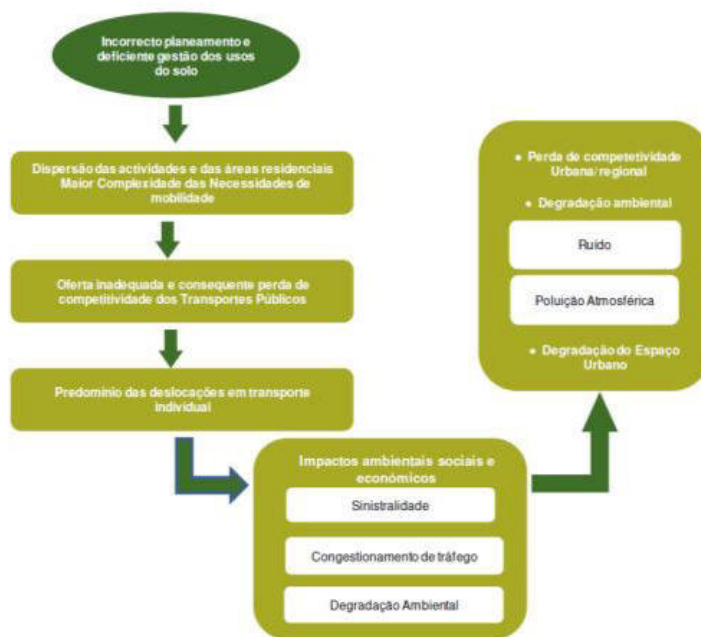 Incorrecto planeamento e
deficiente gestão dos usos
do solo
Dispersão das actividades e das áreas residenciais
Maior Complexidade das Necessidades de
mobilidade
Oferta inadequada e consequente perda de
competitividade dos Transportes Públicos
Predomínio das deslocações em transporte
individual
Impactos ambientais sociais e
económicos
Sinistralidade
Congestionamento de tráfego
Degradação Ambiental
• Perda de competetividade
Urbana/regional
• Degradação ambiental
Ruído
Poluição Atmosférica
• Degradação do Espaço
Urbano